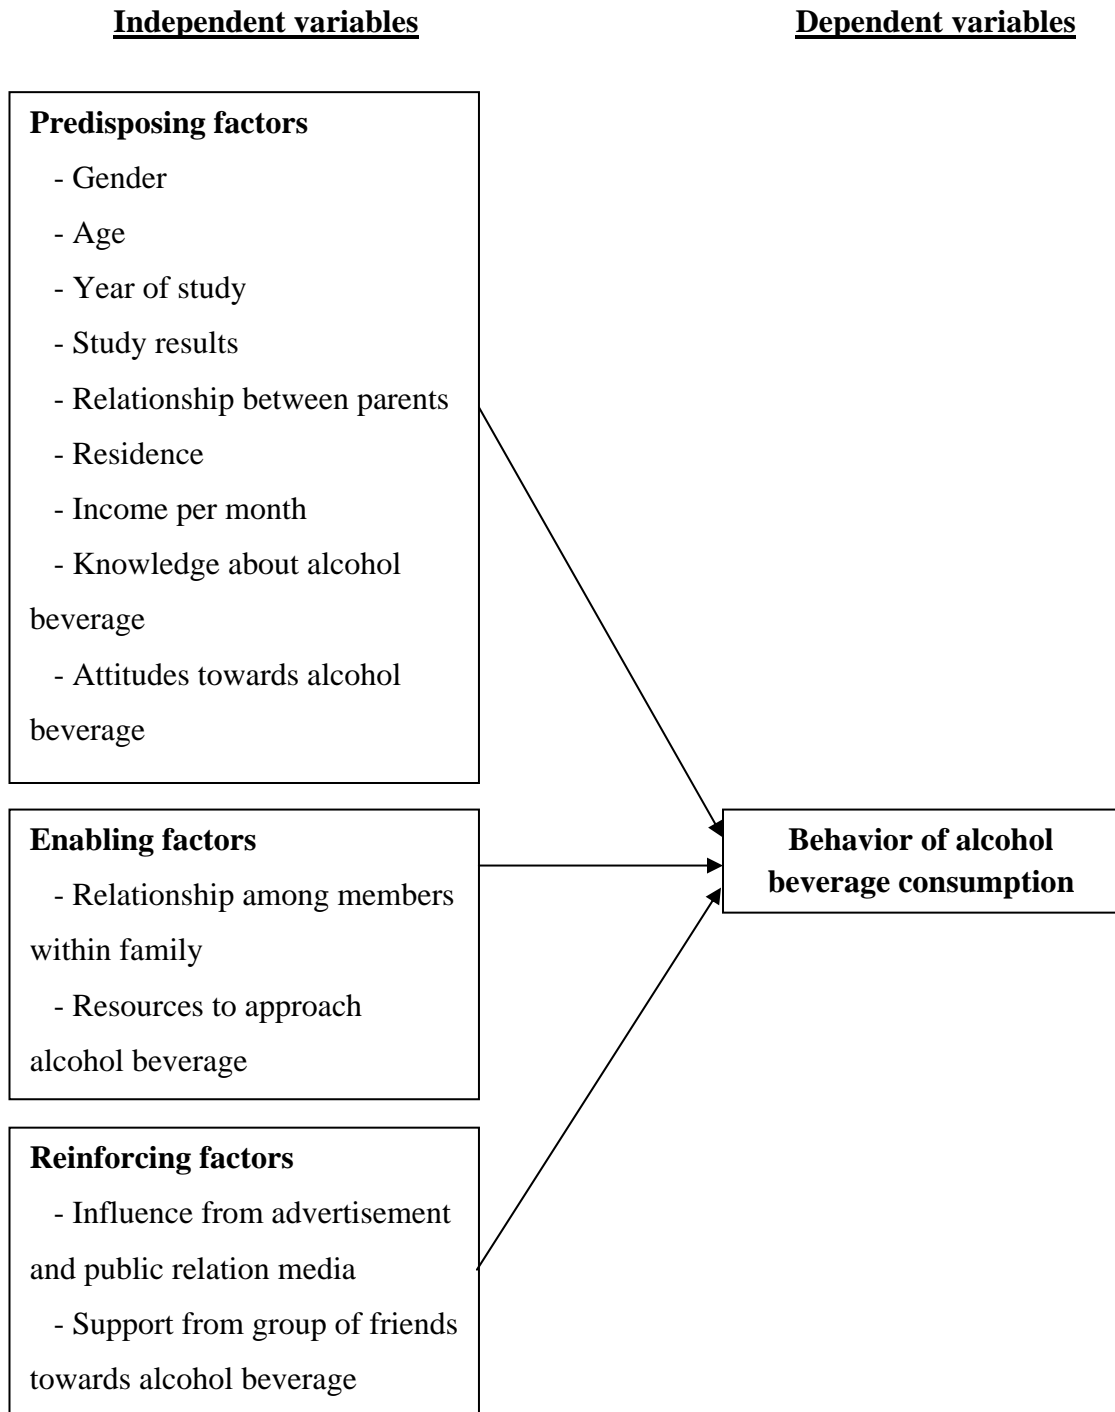 Independent variables
Dependent variables
Predisposing factors
- Gender
- Age
- Year of study
- Study results
- Relationship between parents
- Residence
- Income per month
- Knowledge about alcohol
beverage
- Attitudes towards alcohol
beverage
Enabling factors
- Relationship among members
within family
- Resources to approach
alcohol beverage
Reinforcing factors
- Influence from advertisement
and public relation media
- Support from group of friends
towards alcohol beverage
Behavior of alcohol
beverage consumption